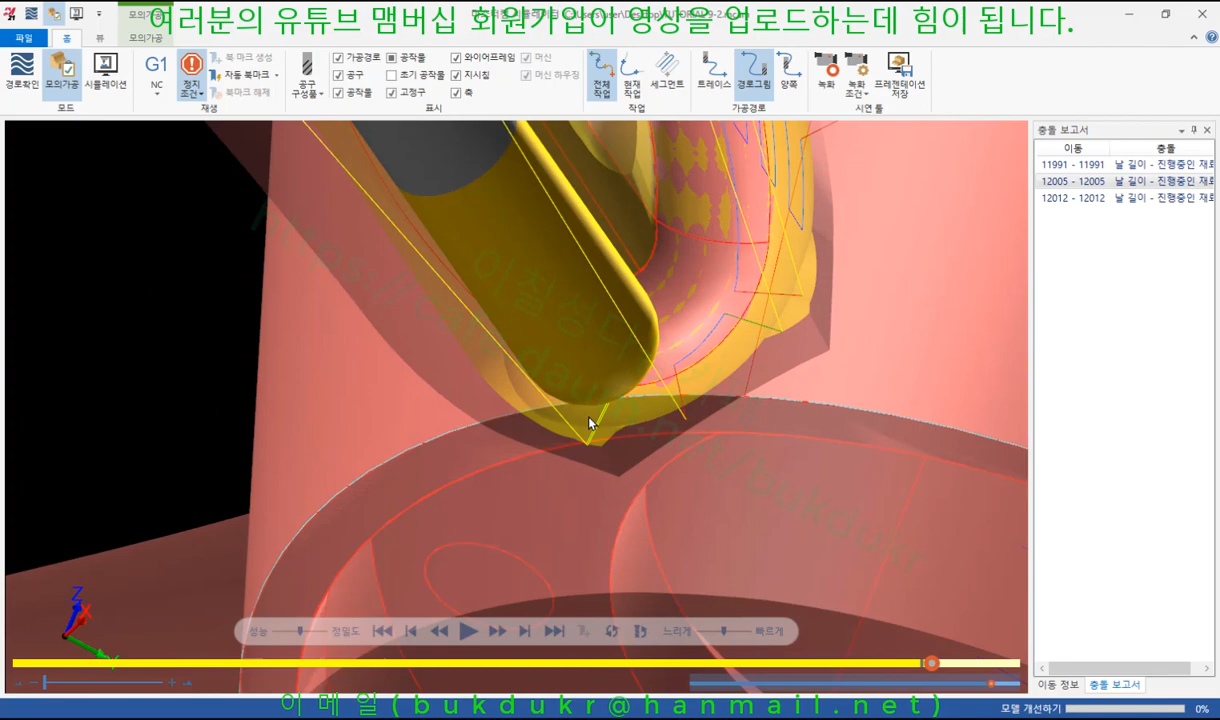 여러분의 유튜브 맴버십 회원가입이 영상을 업로드하는데 힘이 됩니다.
파일 홈 뷰 모의가공
경로확인 모의가공 시뮬레이션
모드
G1 NC
정지 조건
북 마크 생성
자동 북마크
북마크 해제
재생
공구 구성품
가공경로 공작물 와이어프레임 머신
공구 초기 공작물 지시침 머신 하우징
공작물 고정구 축
표시
전체 작업 현재 작업 세그먼트
작업
트레이스 경로그림 양쪽
가공경로
녹화 녹화 조건 프레젠테이션 저장
시연 툴
충돌 보고서
이동 충돌
11991 - 11991 날 길이 - 진행중인 재료
12005 - 12005 날 길이 - 진행중인 재료
12012 - 12012 날 길이 - 진행중인 재료
Z
X
Y
성능 정밀도 느리게 빠르게
이동 정보 충돌 보고서
이 메 일 ( b u k d u k r @ h a n m a i l . n e t )
모델 개선하기 0%